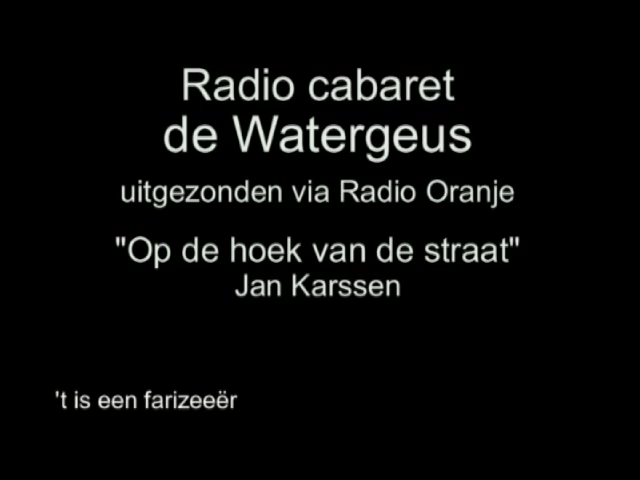 Radio cabaret
de Watergeus
uitgezonden via Radio Oranje
"Op de hoek van de straat"
Jan Karssen
't is een farizeeër